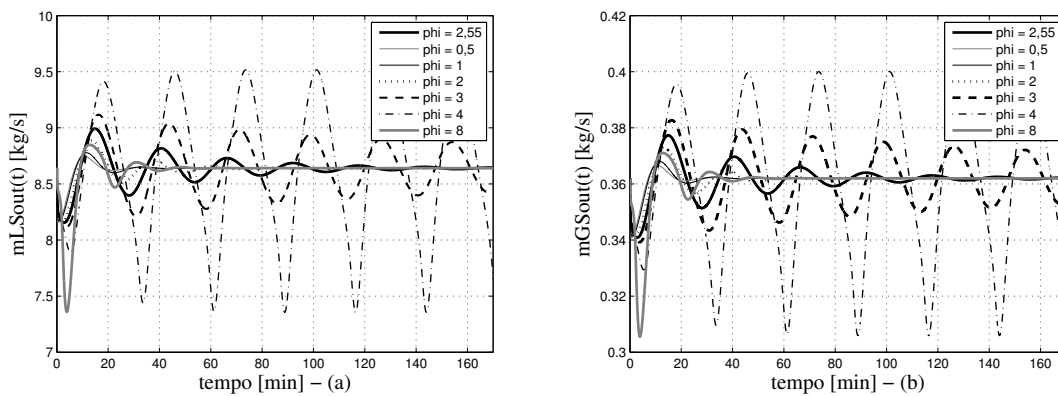 10
9.5
9
8.5
8
7.5
7
mLSout(t) [kg/s]
0 20 40 60 80 100 120 140 160
tempo [min] − (a)
phi = 2,55
phi = 0,5
phi = 1
phi = 2
phi = 3
phi = 4
phi = 8
0.42
0.4
0.38
0.36
0.34
0.32
0.3
mGSout(t) [kg/s]
0 20 40 60 80 100 120 140 160
tempo [min] − (b)
phi = 2,55
phi = 0,5
phi = 1
phi = 2
phi = 3
phi = 4
phi = 8